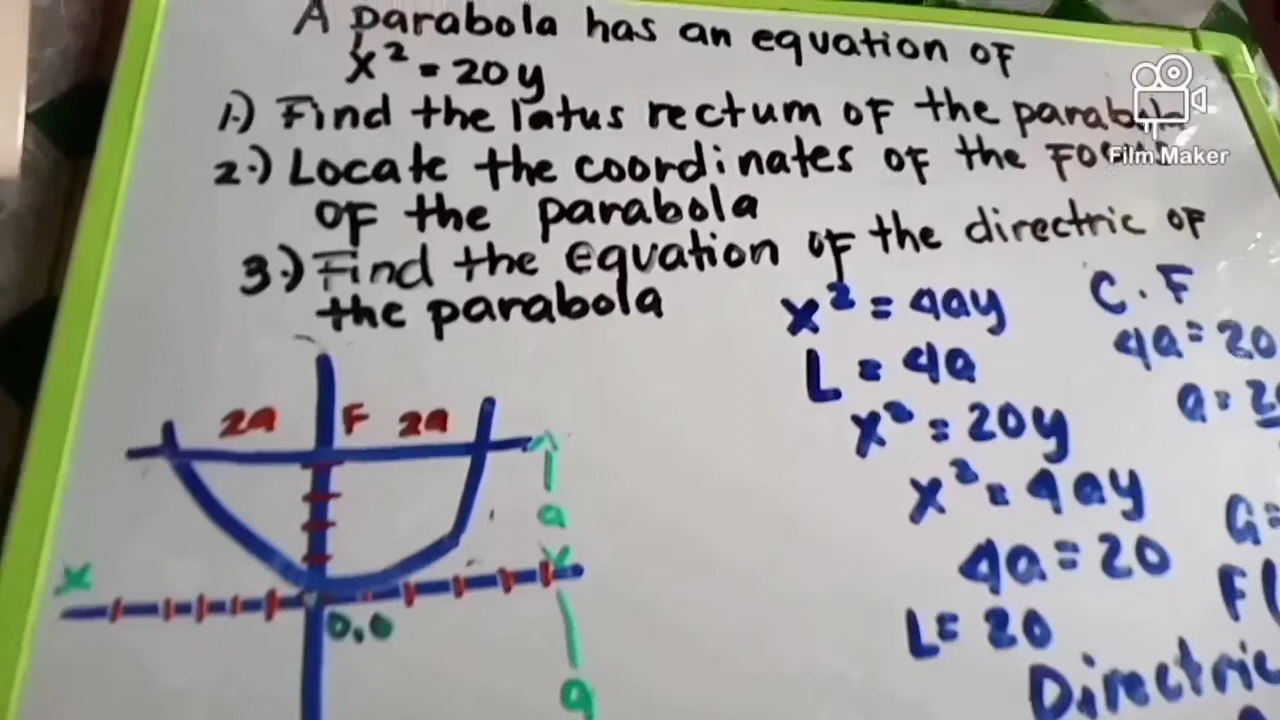 A parabola has an equation of
x² = 20y
1.) Find the latus rectum of the parabola
Film Maker
2.) Locate the coordinates of the
of the parabola
3.) Find the equation of the directric of
the parabola
x² = 4ay
L = 4a
x² = 20y
x² = 4ay
4a = 20
L = 20
C.F
4a = 20
a =
a =
F(
Directric
2a F 2a
a
x x
0,0
a